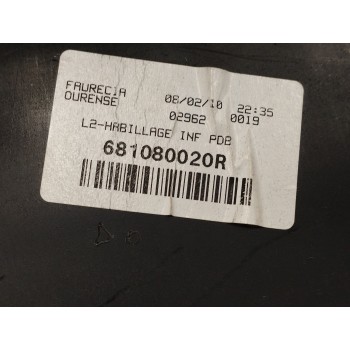 FAURECIA 08/02/10 22:35
OURENSE 02962 0019
L2-HABILLAGE INF PDB
681080020R